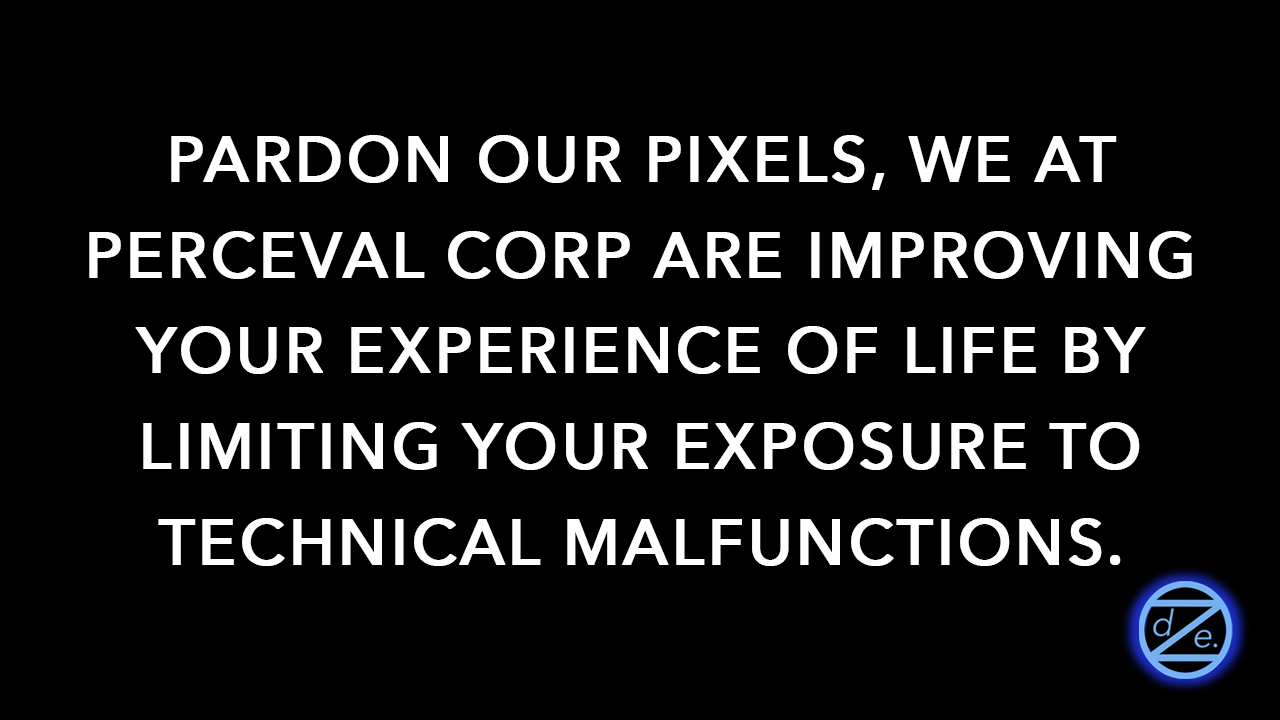 PARDON OUR PIXELS, WE AT
PERCEVAL CORP ARE IMPROVING
YOUR EXPERIENCE OF LIFE BY
LIMITING YOUR EXPOSURE TO
TECHNICAL MALFUNCTIONS.
d Z e.